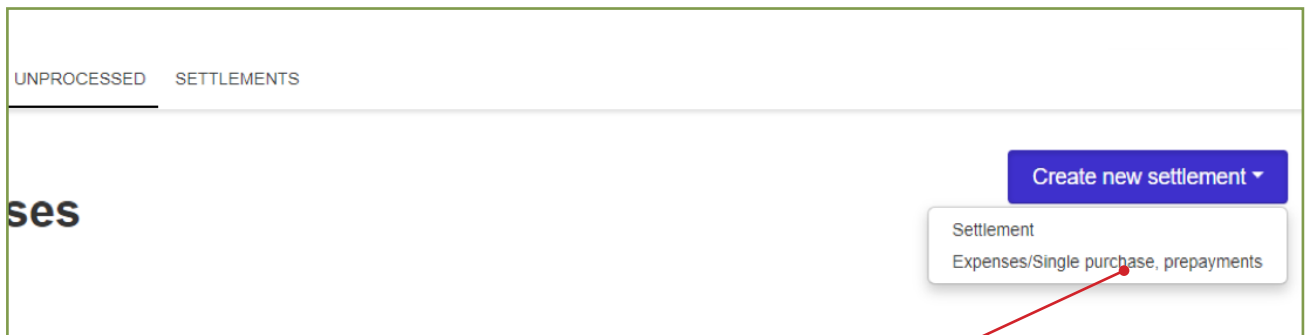 UNPROCESSED SETTLEMENTS
Create new settlement
ses
Settlement
Expenses/Single purchase, prepayments